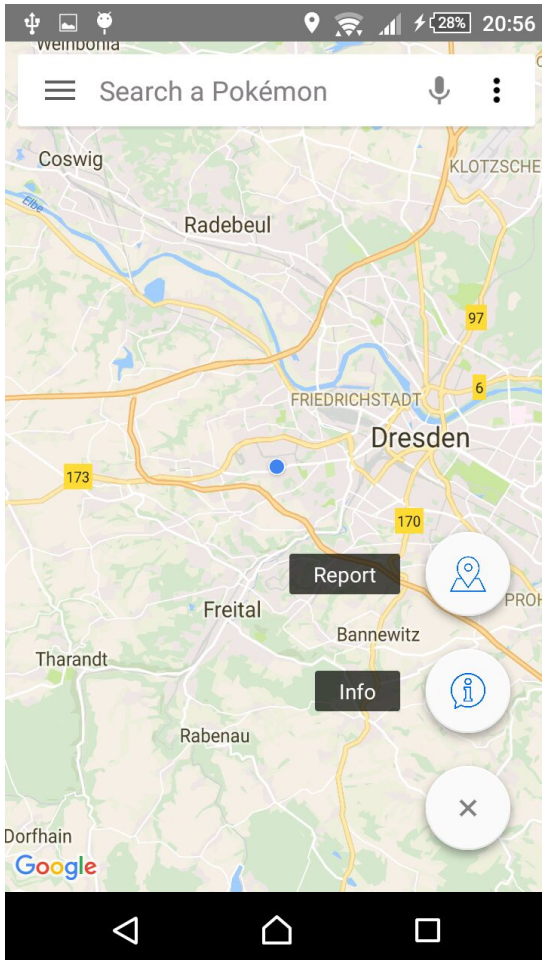 28% 20:56
Weinböhla
Search a Pokémon
Coswig
KLOTZSCHE
Elbe
Radebeul
97
6
FRIEDRICHSTADT
Dresden
173
170
Report
Freital
PROH
Bannewitz
Tharandt
Info
Rabenau
Dorfhain
Google